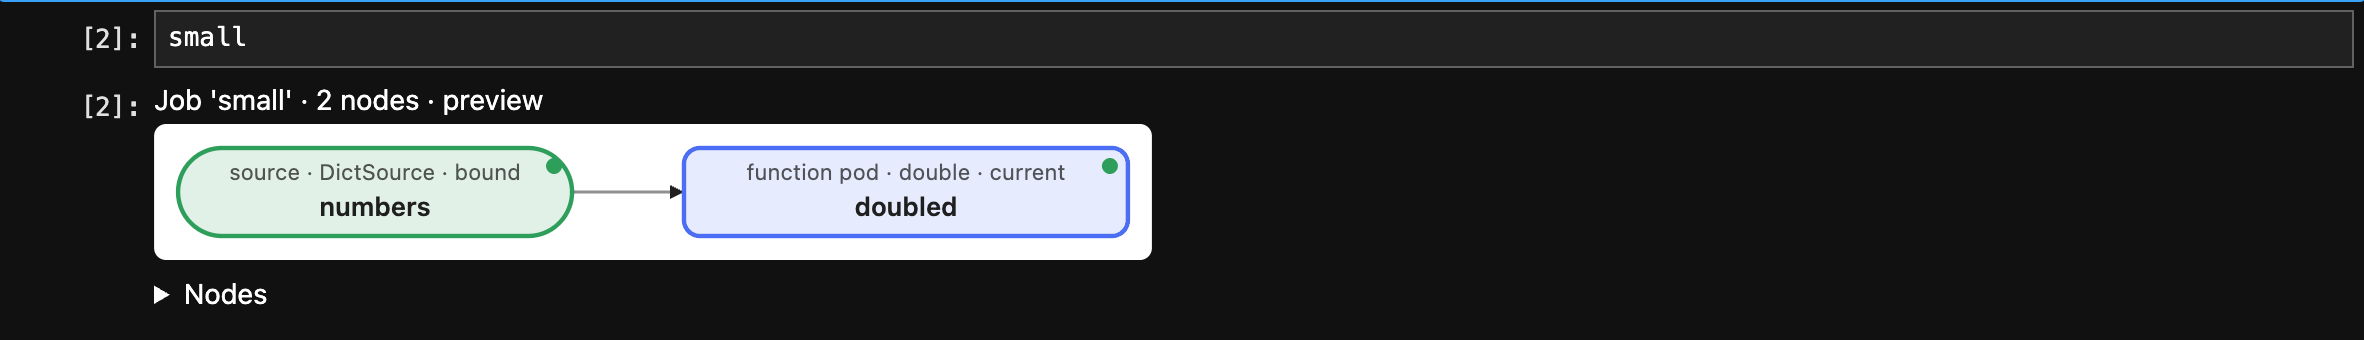 [2]: small
[2]: Job 'small' · 2 nodes · preview
source · DictSource · bound
numbers
function pod · double · current
doubled
Nodes